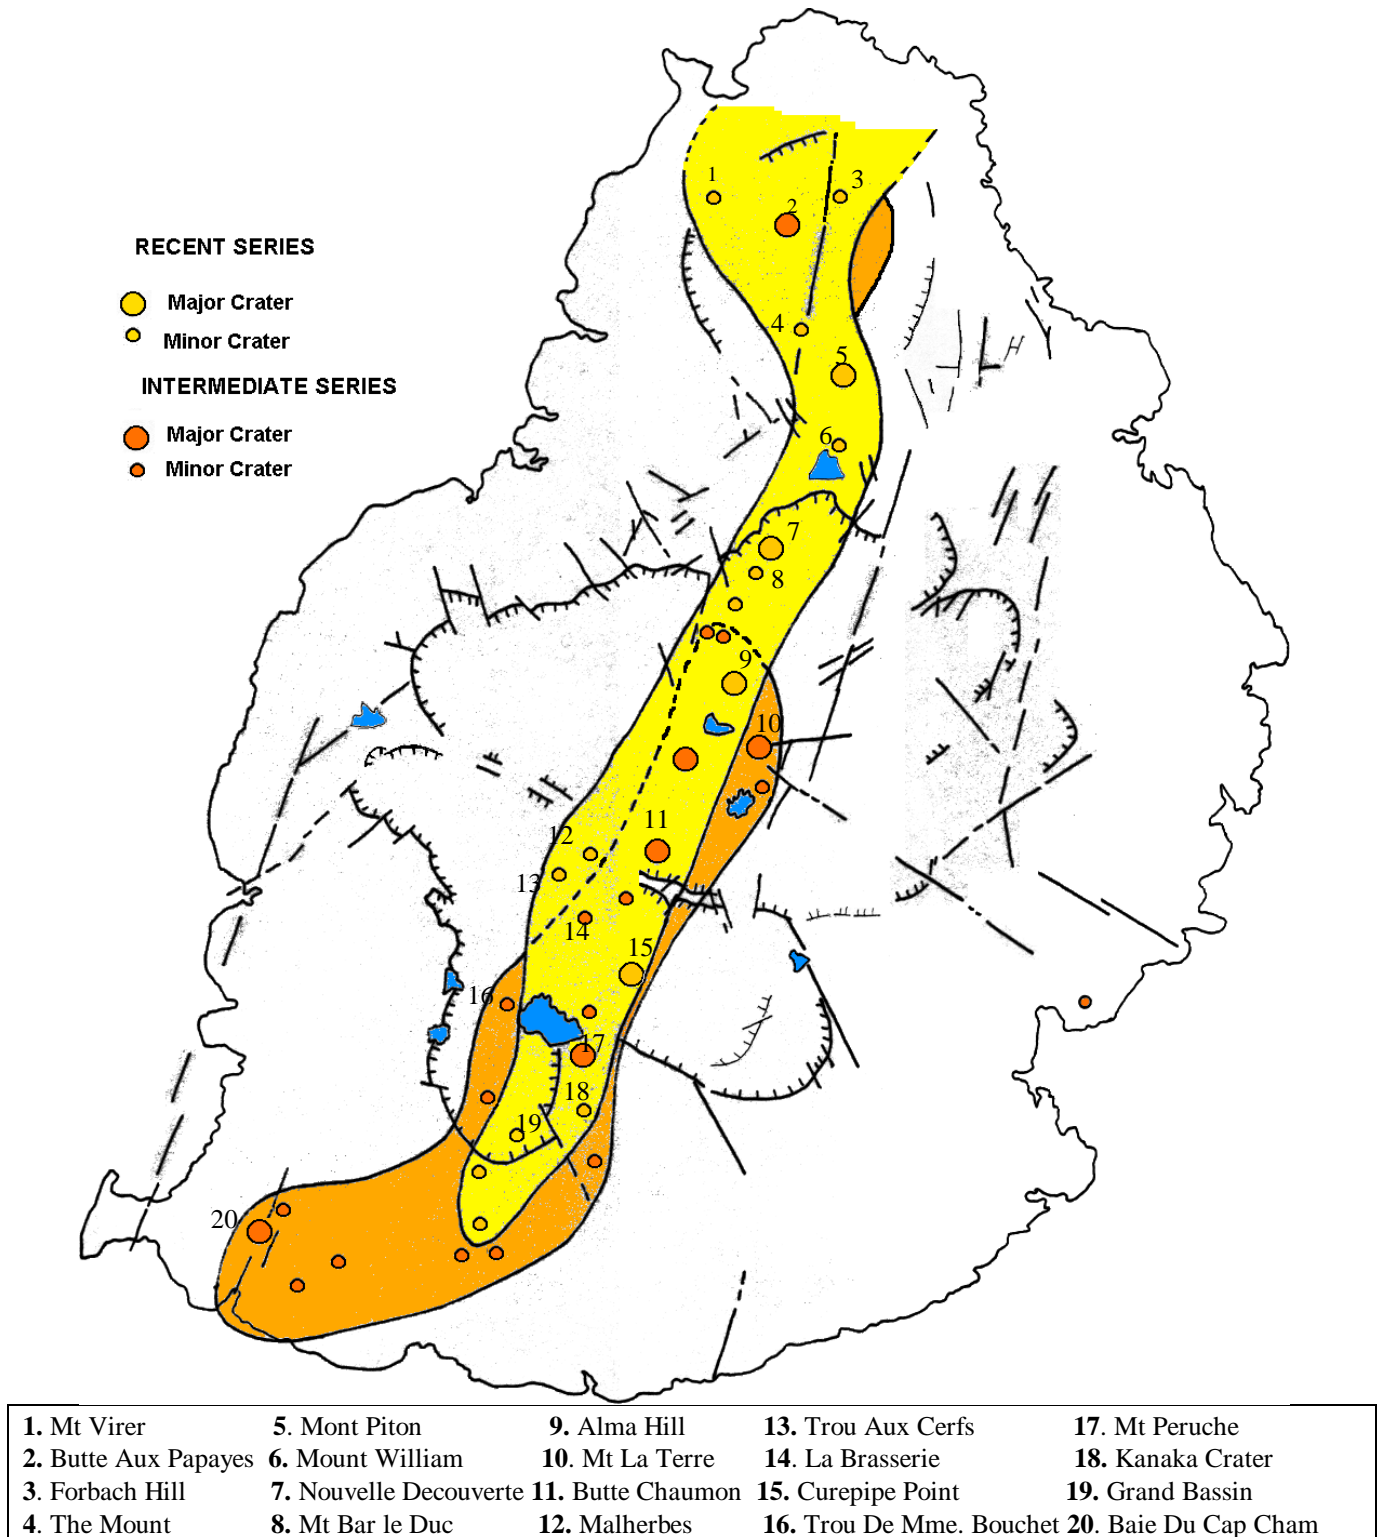 RECENT SERIES
Major Crater
Minor Crater
INTERMEDIATE SERIES
Major Crater
Minor Crater
1
2
3
4
5
6
7
8
9
10
11
12
13
14
15
16
17
18
19
20
1. Mt Virer 5. Mont Piton 9. Alma Hill 13. Trou Aux Cerfs 17. Mt Peruche
2. Butte Aux Papayes 6. Mount William 10. Mt La Terre 14. La Brasserie 18. Kanaka Crater
3. Forbach Hill 7. Nouvelle Decouverte 11. Butte Chaumon 15. Curepipe Point 19. Grand Bassin
4. The Mount 8. Mt Bar le Duc 12. Malherbes 16. Trou De Mme. Bouchet 20. Baie Du Cap Cham